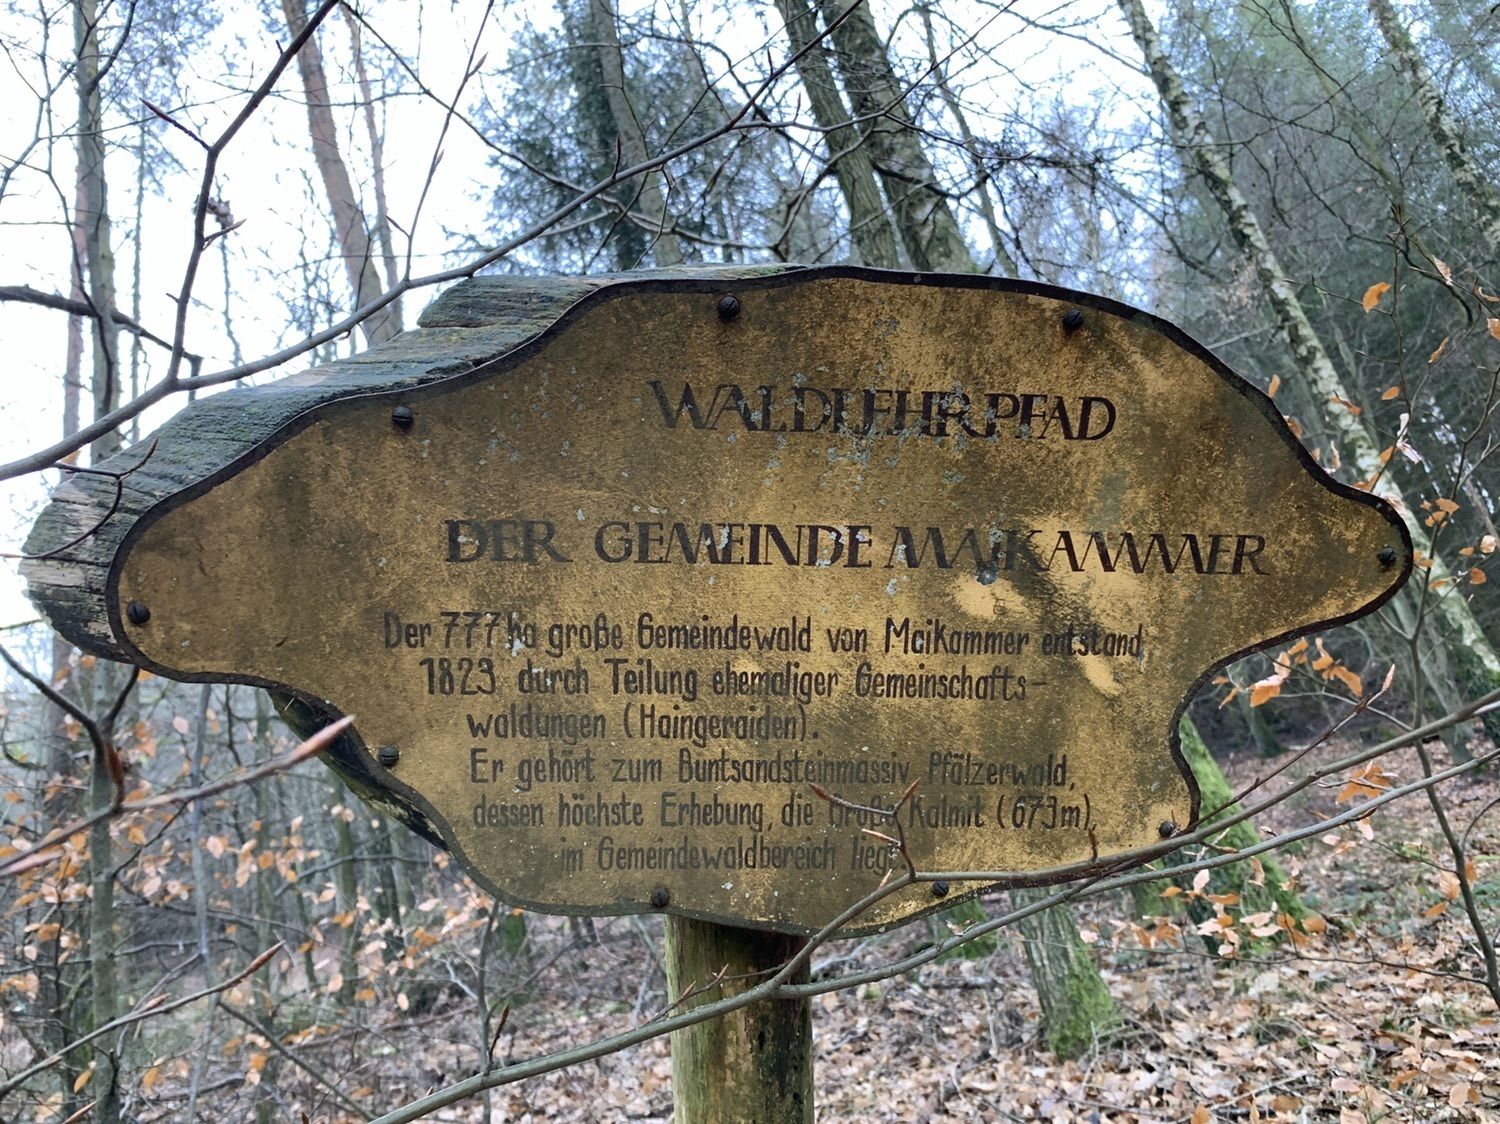 WALDLEHRPFAD
DER GEMEINDE MAIKAMMER
Der 777 ha große Gemeindewald von Maikammer entstand
1823 durch Teilung ehemaliger Gemeinschafts-
waldungen (Haingeraiden).
Er gehört zum Buntsandsteinmassiv Pfälzerwald,
dessen höchste Erhebung, die Große Kalmit (673m),
im Gemeindewaldbereich liegt